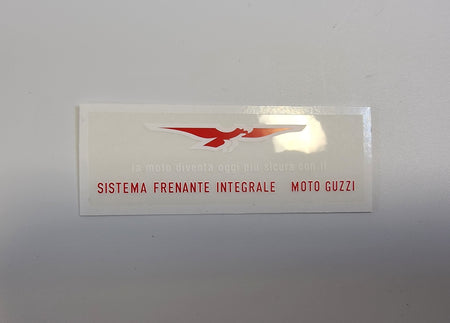 la moto diventa oggi più sicura con il
SISTEMA FRENANTE INTEGRALE MOTO GUZZI